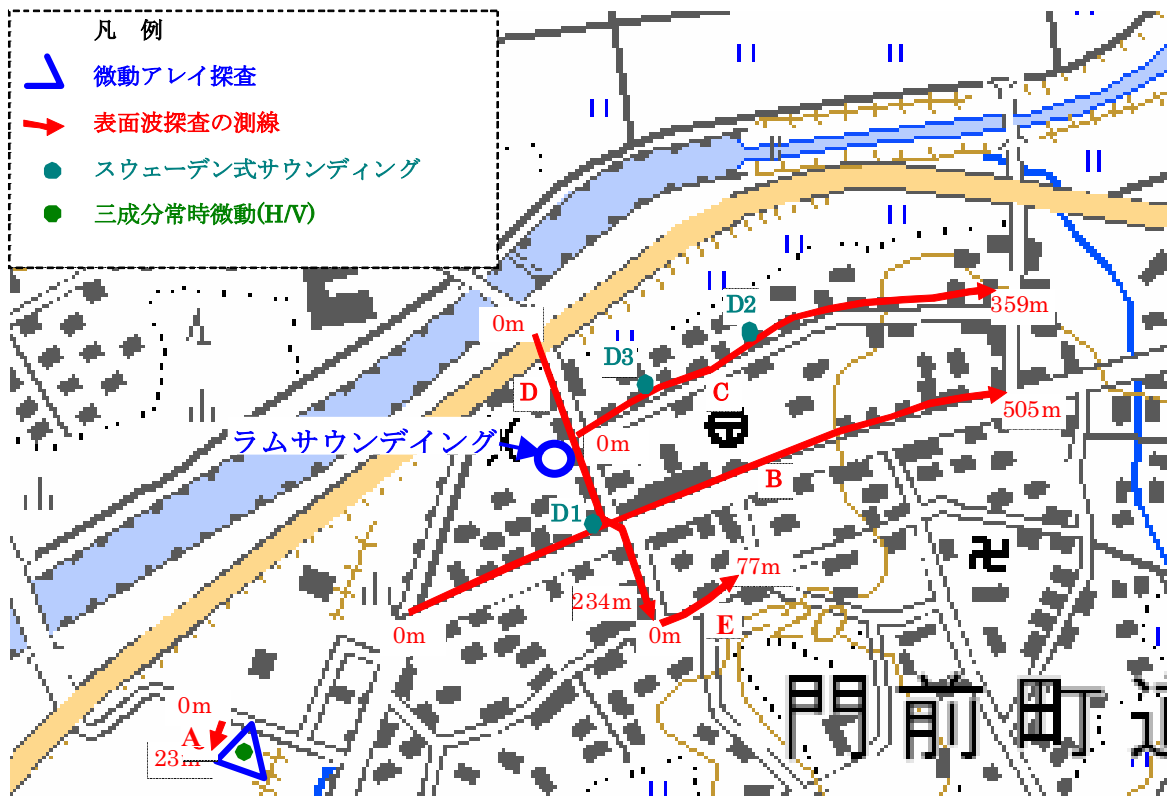 凡 例
微動アレイ探査
表面波探査の測線
スウェーデン式サウンディング
三成分常時微動(H/V)
0m
D2
359m
D3
D
C
505m
0m
ラムサウンデイング
B
D1
77m
234m
0m
0m
E
20
0m
A
23m
門前町道